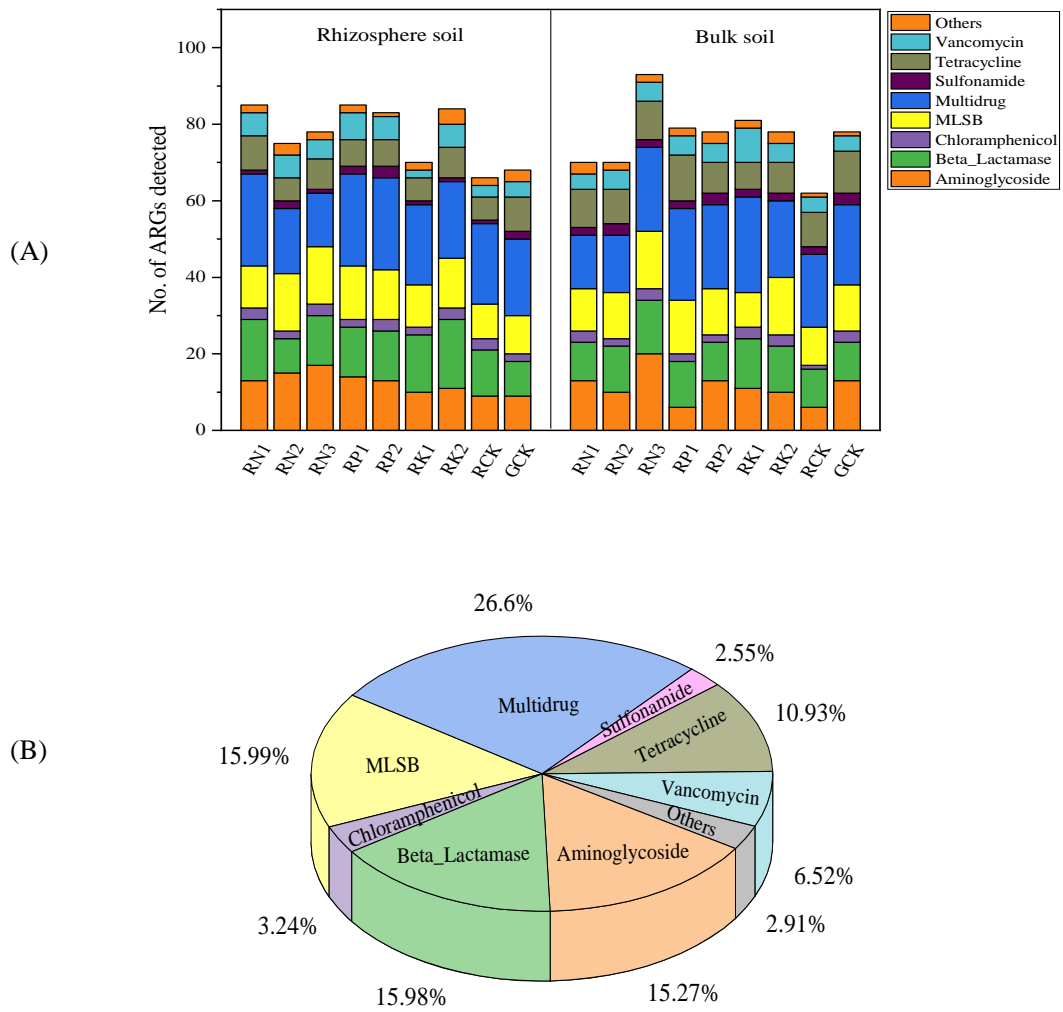 Rhizosphere soil
Bulk soil
Others
Vancomycin
Tetracycline
Sulfonamide
Multidrug
MLSB
Chloramphenicol
Beta_Lactamase
Aminoglycoside
(A)
No. of ARGs detected
100
80
60
40
20
0
RN1 RN2 RN3 RP1 RP2 RK1 RK2 RCK GCK
RN1 RN2 RN3 RP1 RP2 RK1 RK2 RCK GCK
(B)
26.6%
2.55%
10.93%
15.99%
6.52%
2.91%
3.24%
15.98%
15.27%
Multidrug
Sulfonamide
Tetracycline
MLSB
Vancomycin
Chloramphenicol
Others
Beta_Lactamase
Aminoglycoside